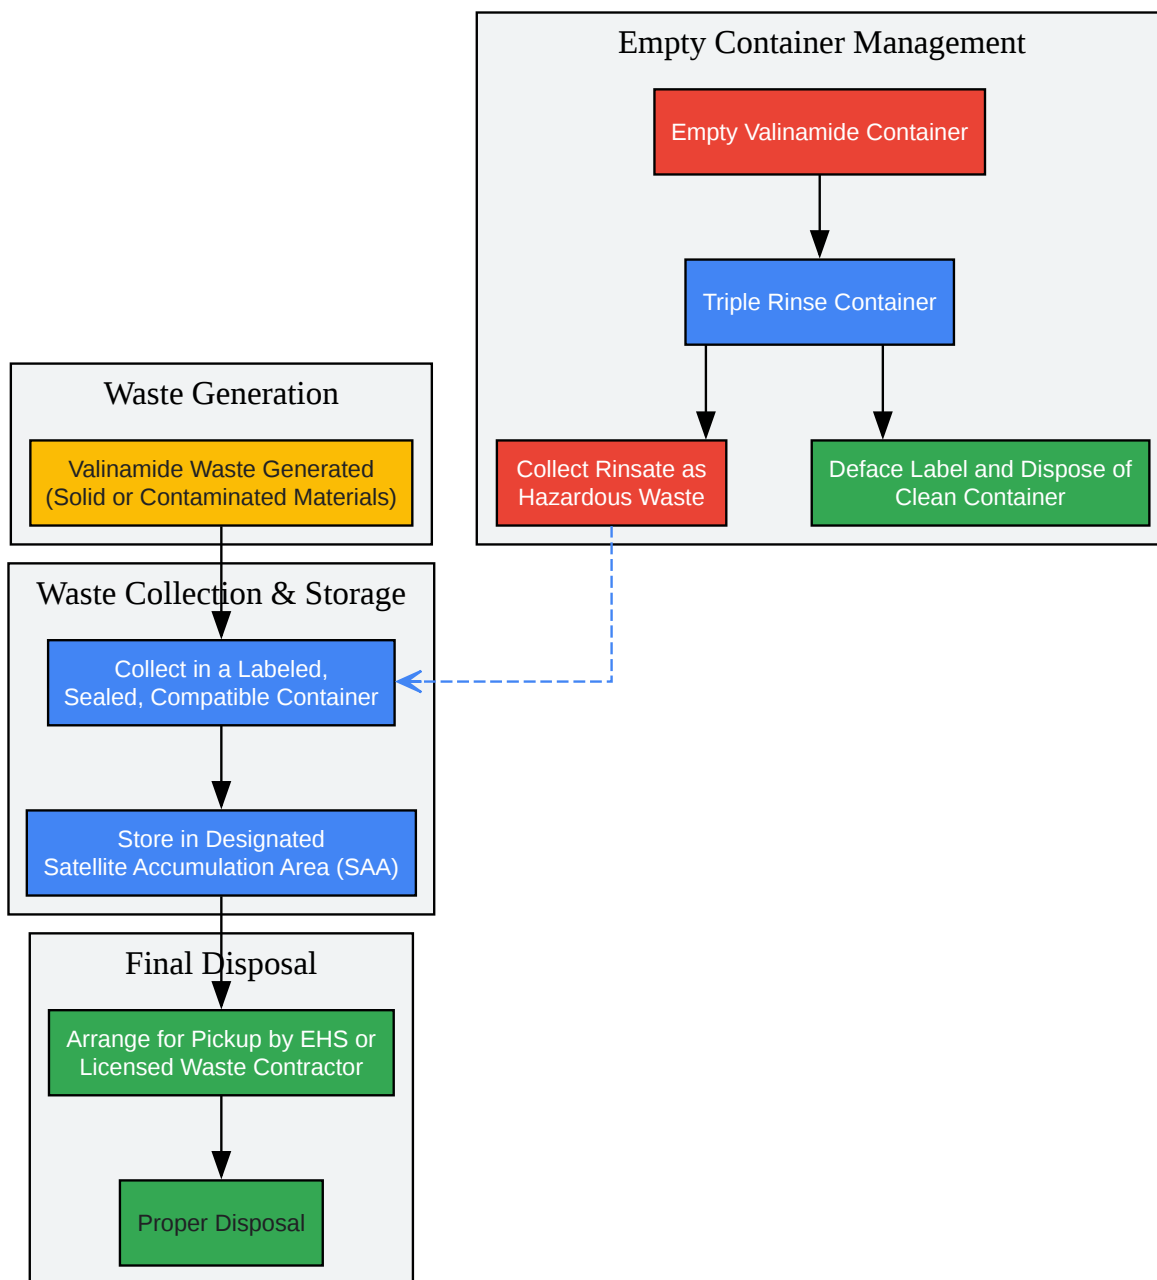 Empty Container Management
Empty Valinamide Container
Triple Rinse Container
Collect Rinsate as
Hazardous Waste
Deface Label and Dispose of
Clean Container
Waste Generation
Valinamide Waste Generated
(Solid or Contaminated Materials)
Waste Collection & Storage
Collect in a Labeled,
Sealed, Compatible Container
Store in Designated
Satellite Accumulation Area (SAA)
Final Disposal
Arrange for Pickup by EHS or
Licensed Waste Contractor
Proper Disposal